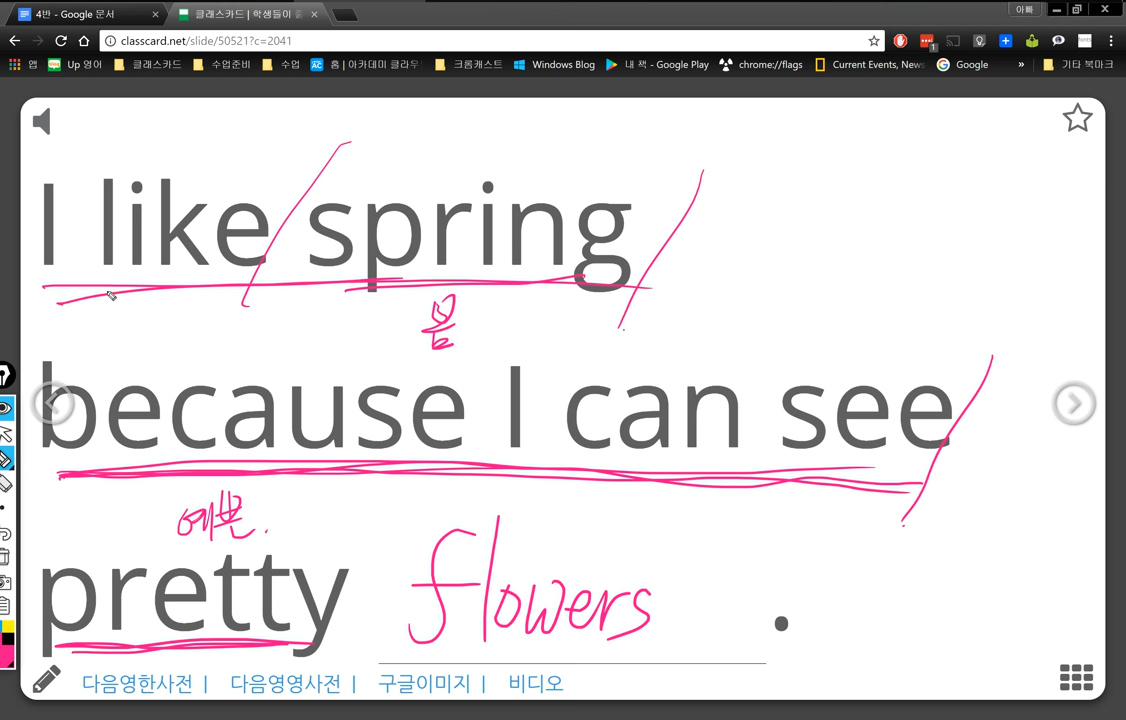 4반 - Google 문서
클래스카드 | 학생들이 즐
아빠
classcard.net/slide/50521?c=2041
앱 Up 영어 클래스카드 수업준비 수업 홈 | 아카데미 클라우 크롬캐스트 Windows Blog 내 책 - Google Play chrome://flags Current Events, News Google » 기타 북마크
I like / spring /
봄
because I can see /
예쁜.
pretty flowers .
다음영한사전 | 다음영영사전 | 구글이미지 | 비디오